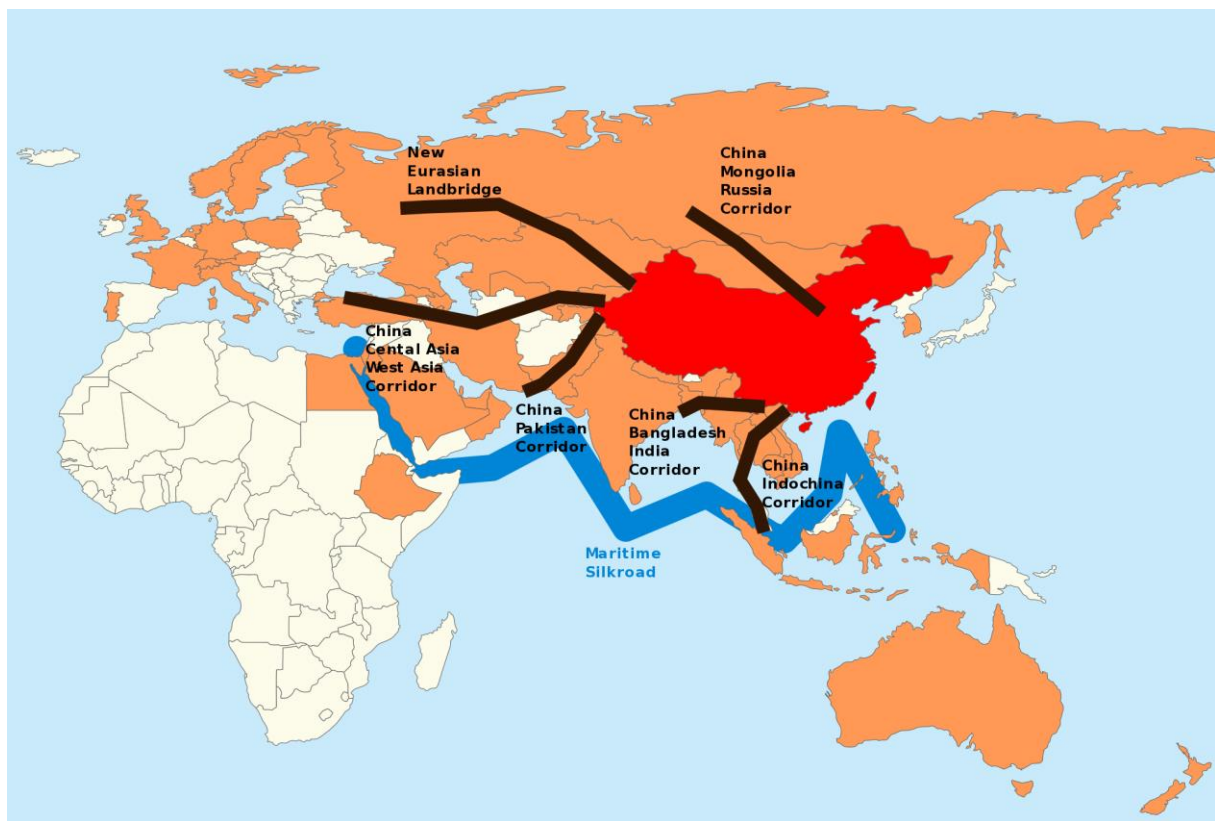 New
Eurasian
Landbridge
China
Mongolia
Russia
Corridor
China
Cental Asia
West Asia
Corridor
China
Pakistan
Corridor
China
Bangladesh
India
Corridor
China
Indochina
Corridor
Maritime
Silkroad